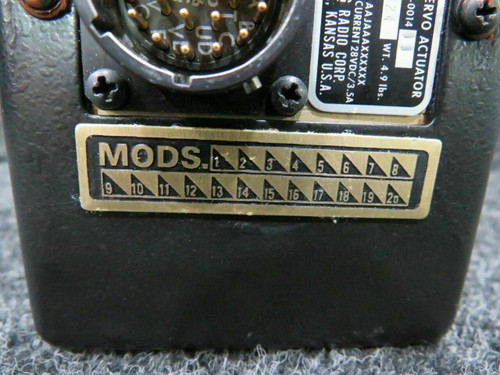 SERVO ACTUATOR
-0014
AAJAAAXXXXXX
CURRENT 28VDC/3.5A
WT. 4.9 lbs.
G RADIO CORP
KANSAS U.S.A.
MODS. 1 2 3 4 5 6 7 8
9 10 11 12 13 14 15 16 17 18 19 20